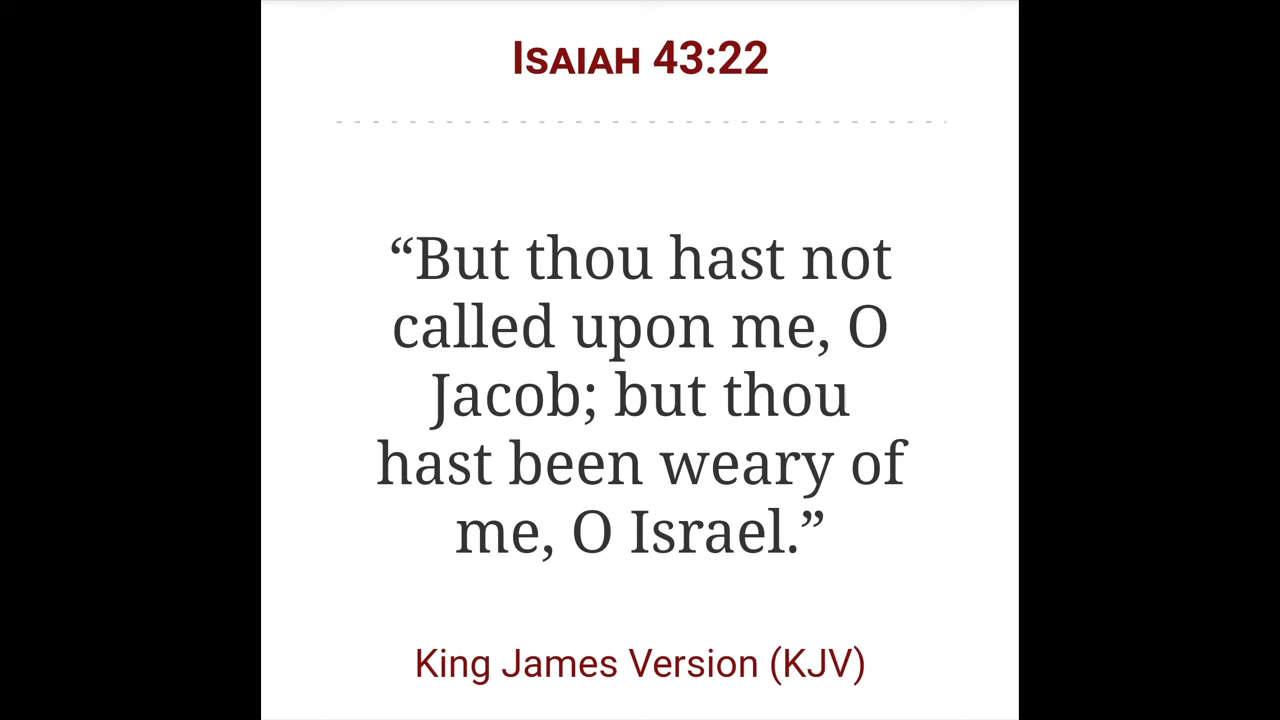 Isaiah 43:22
“But thou hast not
called upon me, O
Jacob; but thou
hast been weary of
me, O Israel.”
King James Version (KJV)